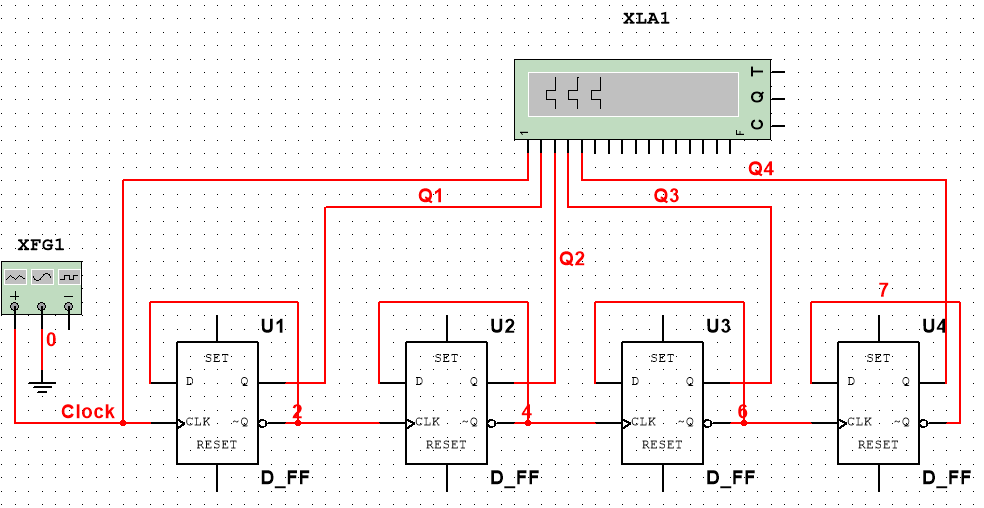 XLA1
T
Q
C
1
F
Q4
Q1
Q3
XFG1
Q2
+
−
7
0
U1
U2
U3
U4
SET
SET
SET
SET
D Q
D Q
D Q
D Q
Clock
2
4
6
CLK ~Q
CLK ~Q
CLK ~Q
CLK ~Q
RESET
RESET
RESET
RESET
D_FF
D_FF
D_FF
D_FF